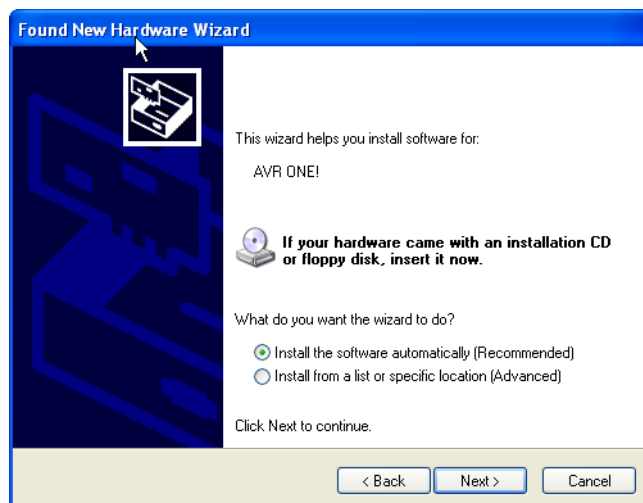 Found New Hardware Wizard
This wizard helps you install software for:
AVR ONE!
If your hardware came with an installation CD
or floppy disk, insert it now.
What do you want the wizard to do?
Install the software automatically (Recommended)
Install from a list or specific location (Advanced)
Click Next to continue.
< Back
Next >
Cancel